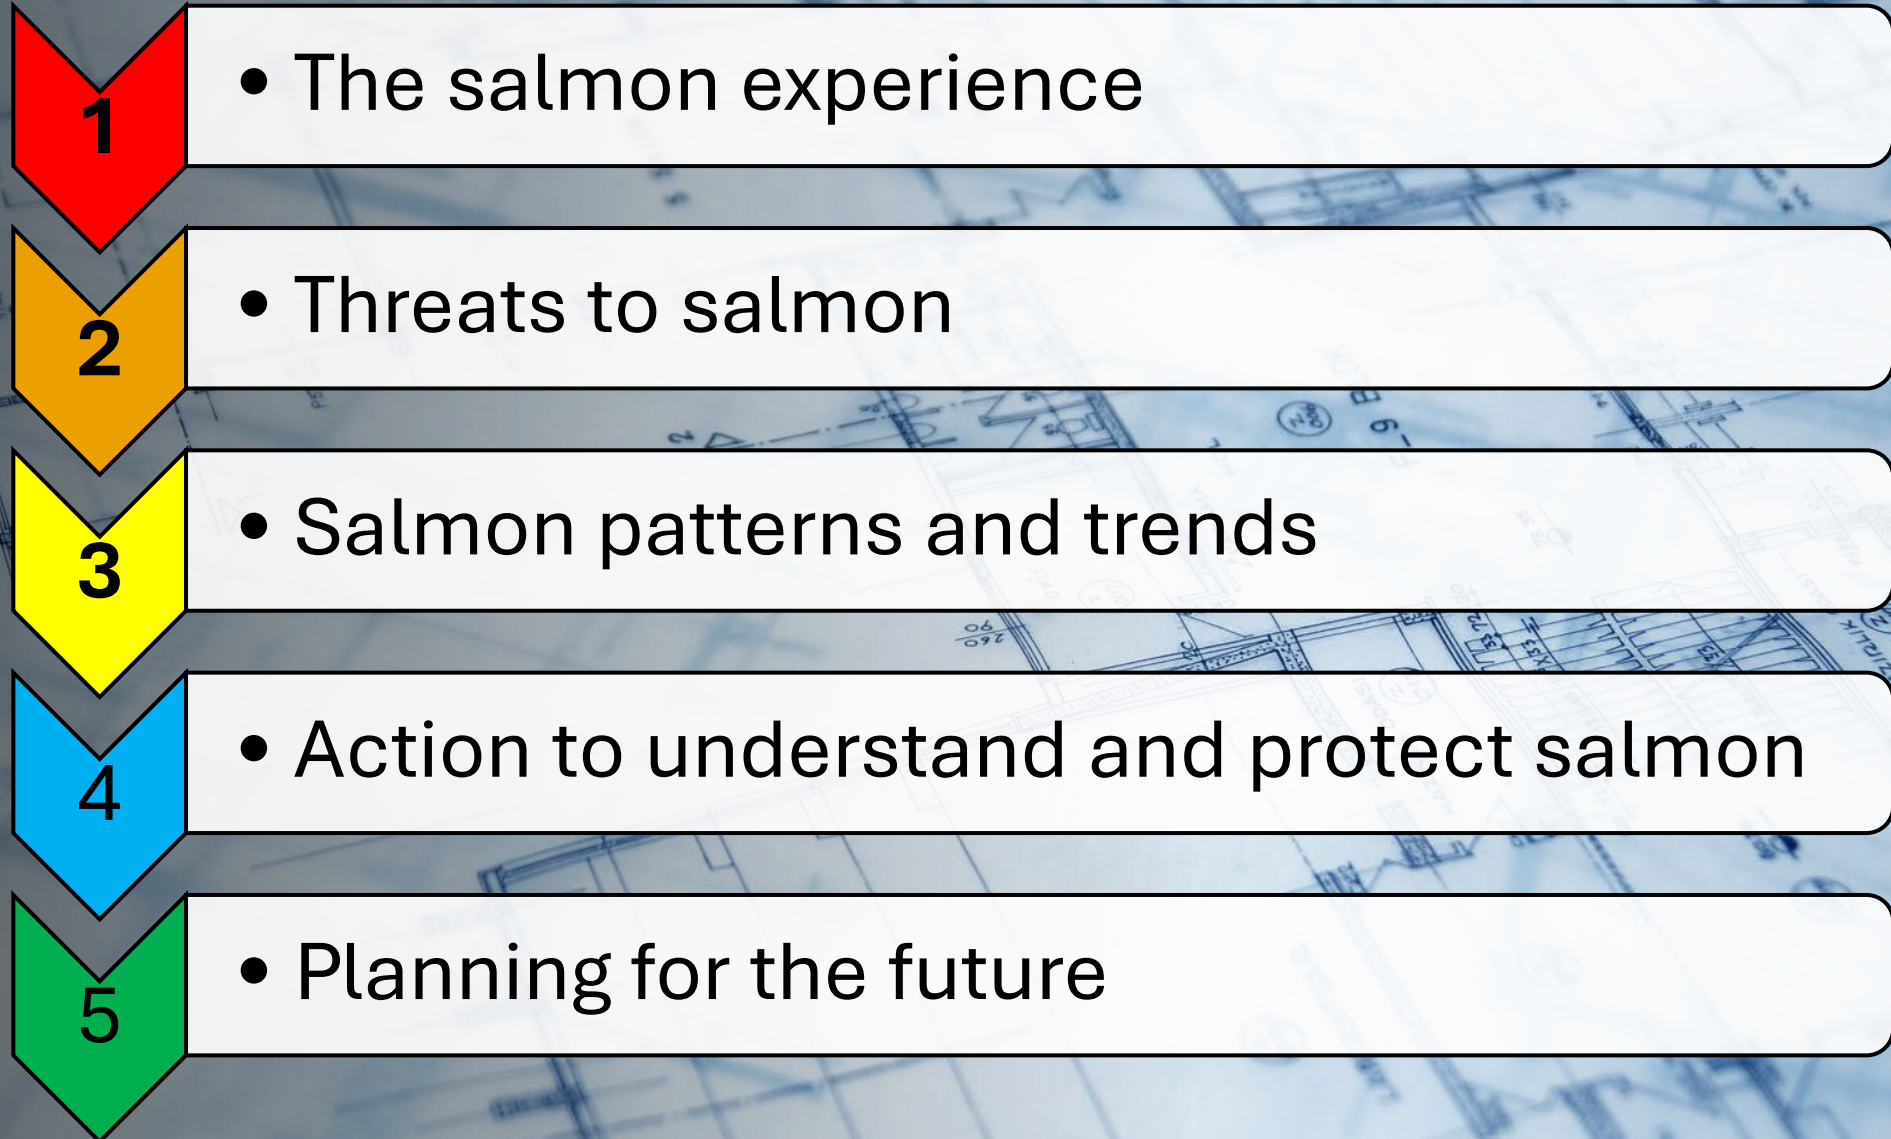 1
• The salmon experience
2
• Threats to salmon
3
• Salmon patterns and trends
4
• Action to understand and protect salmon
5
• Planning for the future